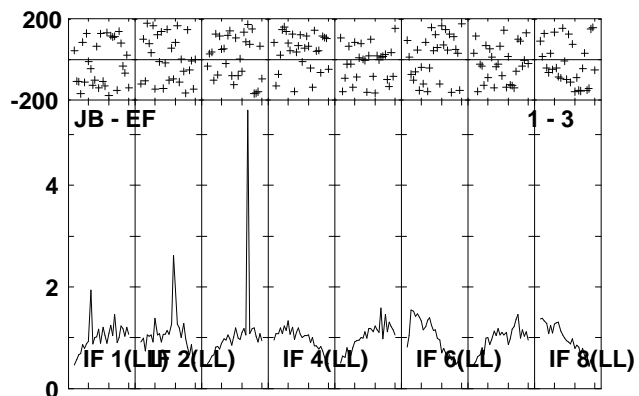 200
-200
JB - EF 1 - 3
4
2
IF 1(LL) IF 2(LL) IF 4(LL) IF 6(LL) IF 8(LL)
0